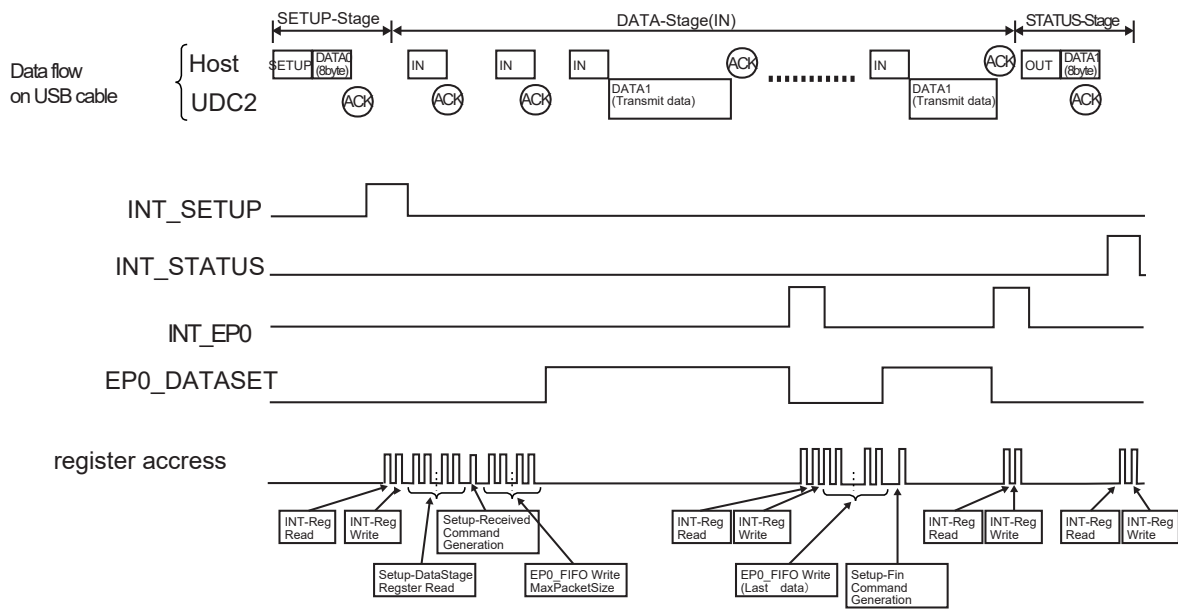 SETUP-Stage
DATA-Stage(IN)
STATUS-Stage
Data flow
on USB cable
Host
UDC2
SETUP
DATA0
(8byte)
IN
IN
IN
ACK
IN
ACK
OUT
DATA1
(8byte)
ACK
ACK
ACK
DATA1
(Transmit data)
DATA1
(Transmit data)
ACK
INT_SETUP
INT_STATUS
INT_EP0
EP0_DATASET
register accress
INT-Reg
Read
INT-Reg
Write
Setup-Received
Command
Generation
INT-Reg
Read
INT-Reg
Write
INT-Reg
Read
INT-Reg
Write
INT-Reg
Read
INT-Reg
Write
Setup-DataStage
Regster Read
EP0_FIFO Write
MaxPacketSize
EP0_FIFO Write
(Last data)
Setup-Fin
Command
Generation